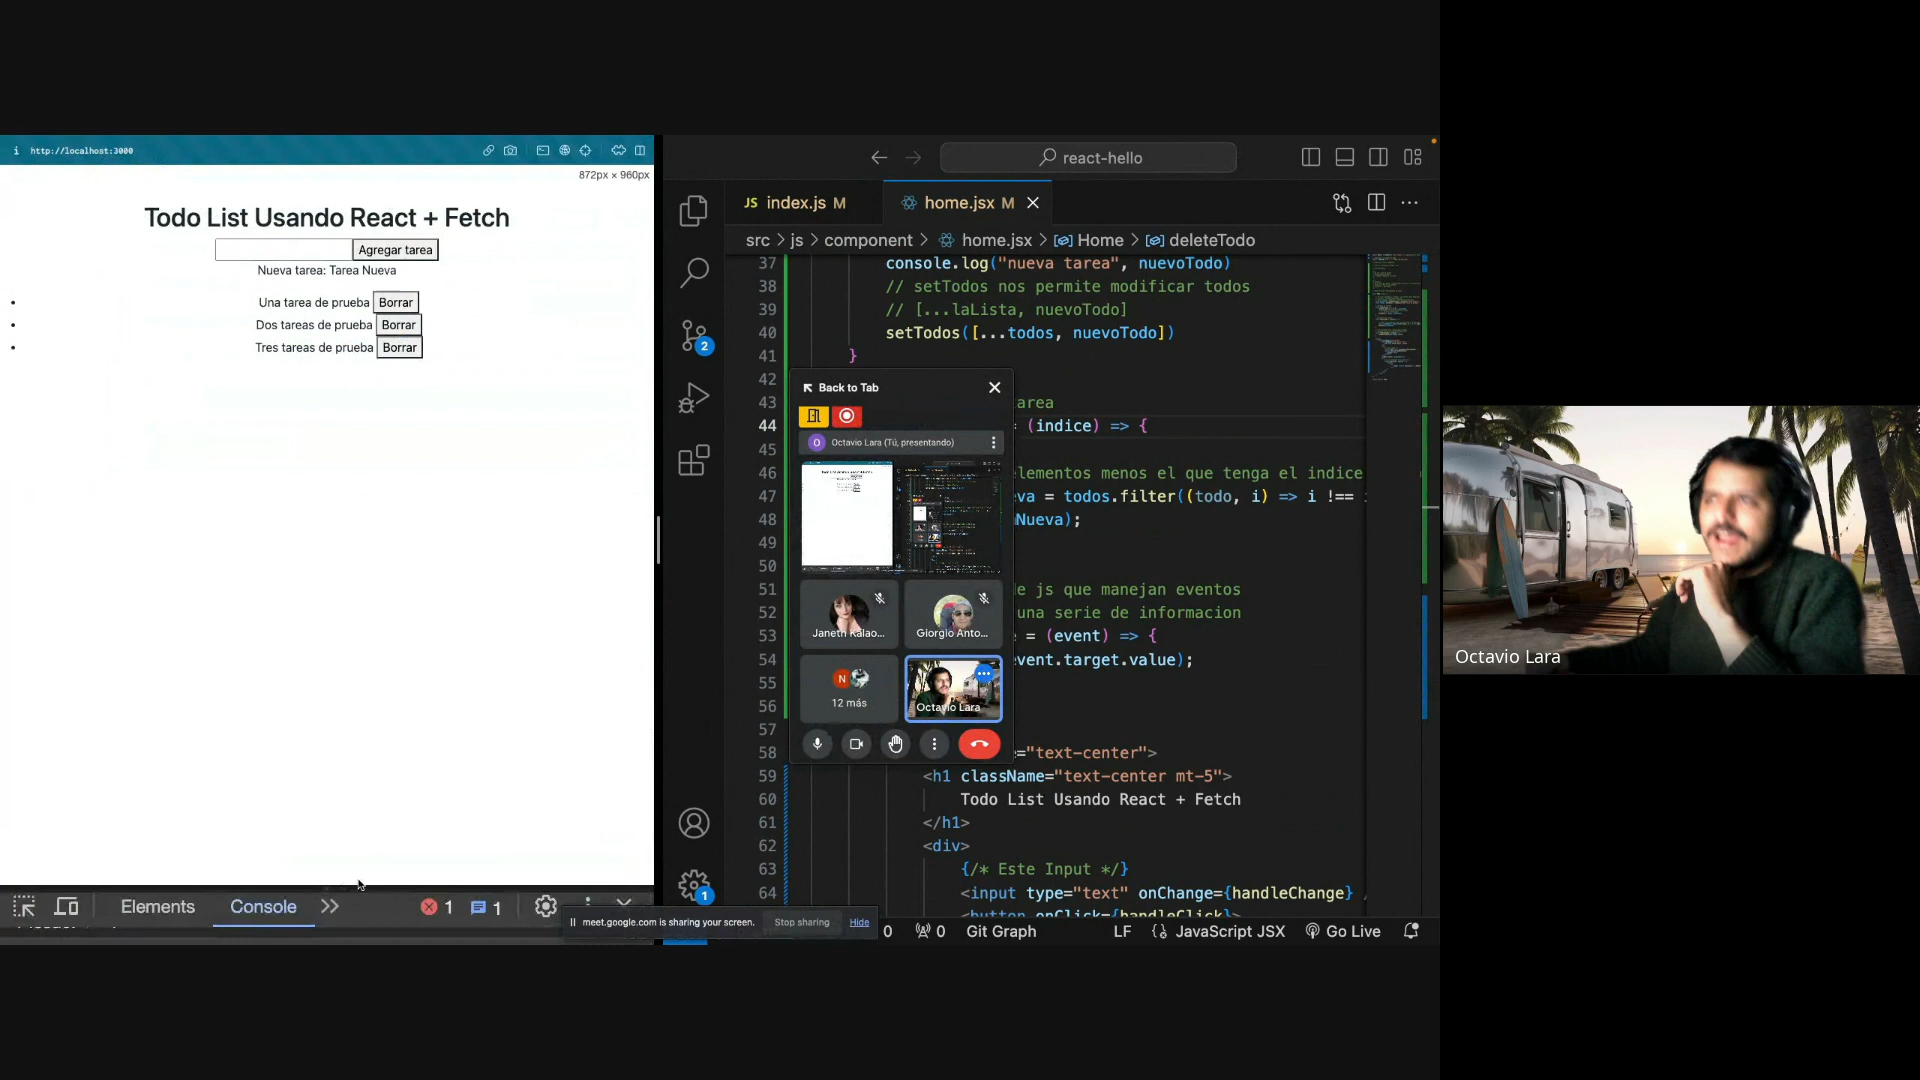 http://localhost:3000
872px × 960px
Todo List Usando React + Fetch
Agregar tarea
Nueva tarea: Tarea Nueva
Una tarea de prueba Borrar
Dos tareas de prueba Borrar
Tres tareas de prueba Borrar
Elements Console 1 1
meet.google.com is sharing your screen. Stop sharing Hide
react-hello
JS index.js M home.jsx M
src > js > component > home.jsx > Home > deleteTodo
37 console.log("nueva tarea", nuevoTodo)
38 // setTodos nos permite modificar todos
39 // [...laLista, nuevoTodo]
40 setTodos([...todos, nuevoTodo])
41 }
42
43 area
44 = (indice) => {
45
46 lementos menos el que tenga el indice
47 va = todos.filter((todo, i) => i !==
48 Nueva);
49
50
51 de js que manejan eventos
52 una serie de informacion
53 = (event) => {
54 event.target.value);
55
56
57
58 ="text-center">
59 <h1 className="text-center mt-5">
60 Todo List Usando React + Fetch
61 </h1>
62 <div>
63 {/* Este Input */}
64 <input type="text" onChange={handleChange} /
<button onClick={handleClick}>
2
1
Back to Tab
O Octavio Lara (Tú, presentando)
Janeth Kalao...
Giorgio Anto...
N
12 más
Octavio Lara
0 0 Git Graph LF JavaScript JSX Go Live
Octavio Lara